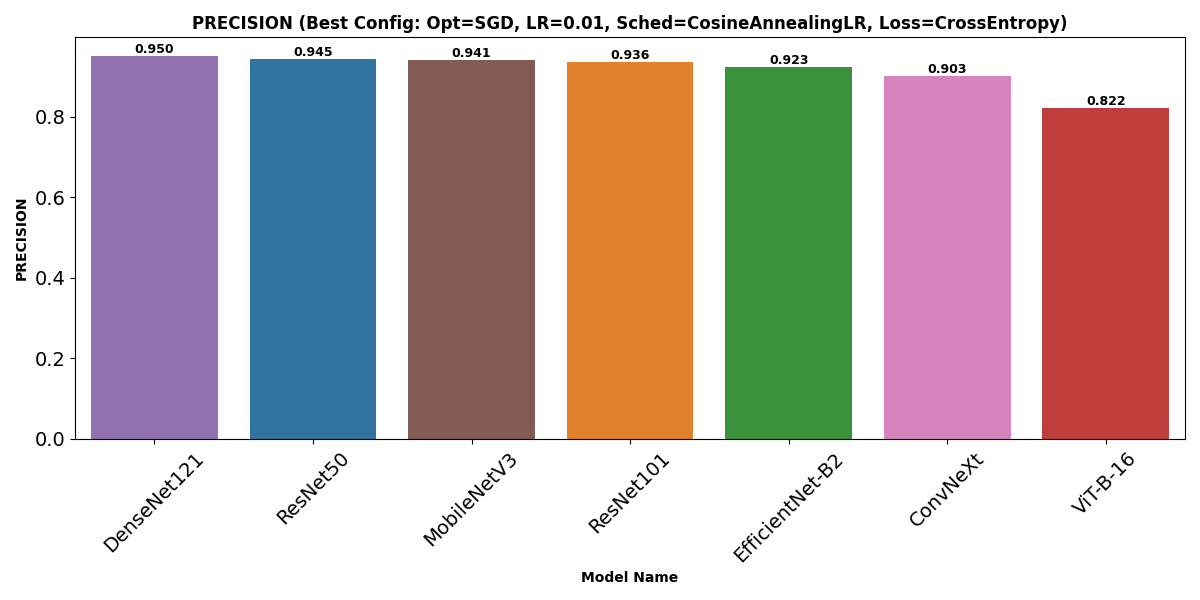 PRECISION (Best Config: Opt=SGD, LR=0.01, Sched=CosineAnnealingLR, Loss=CrossEntropy)
0.950
0.945
0.941
0.936
0.923
0.903
0.822
PRECISION
0.8
0.6
0.4
0.2
0.0
DenseNet121
ResNet50
MobileNetV3
ResNet101
EfficientNet-B2
ConvNeXt
ViT-B-16
Model Name